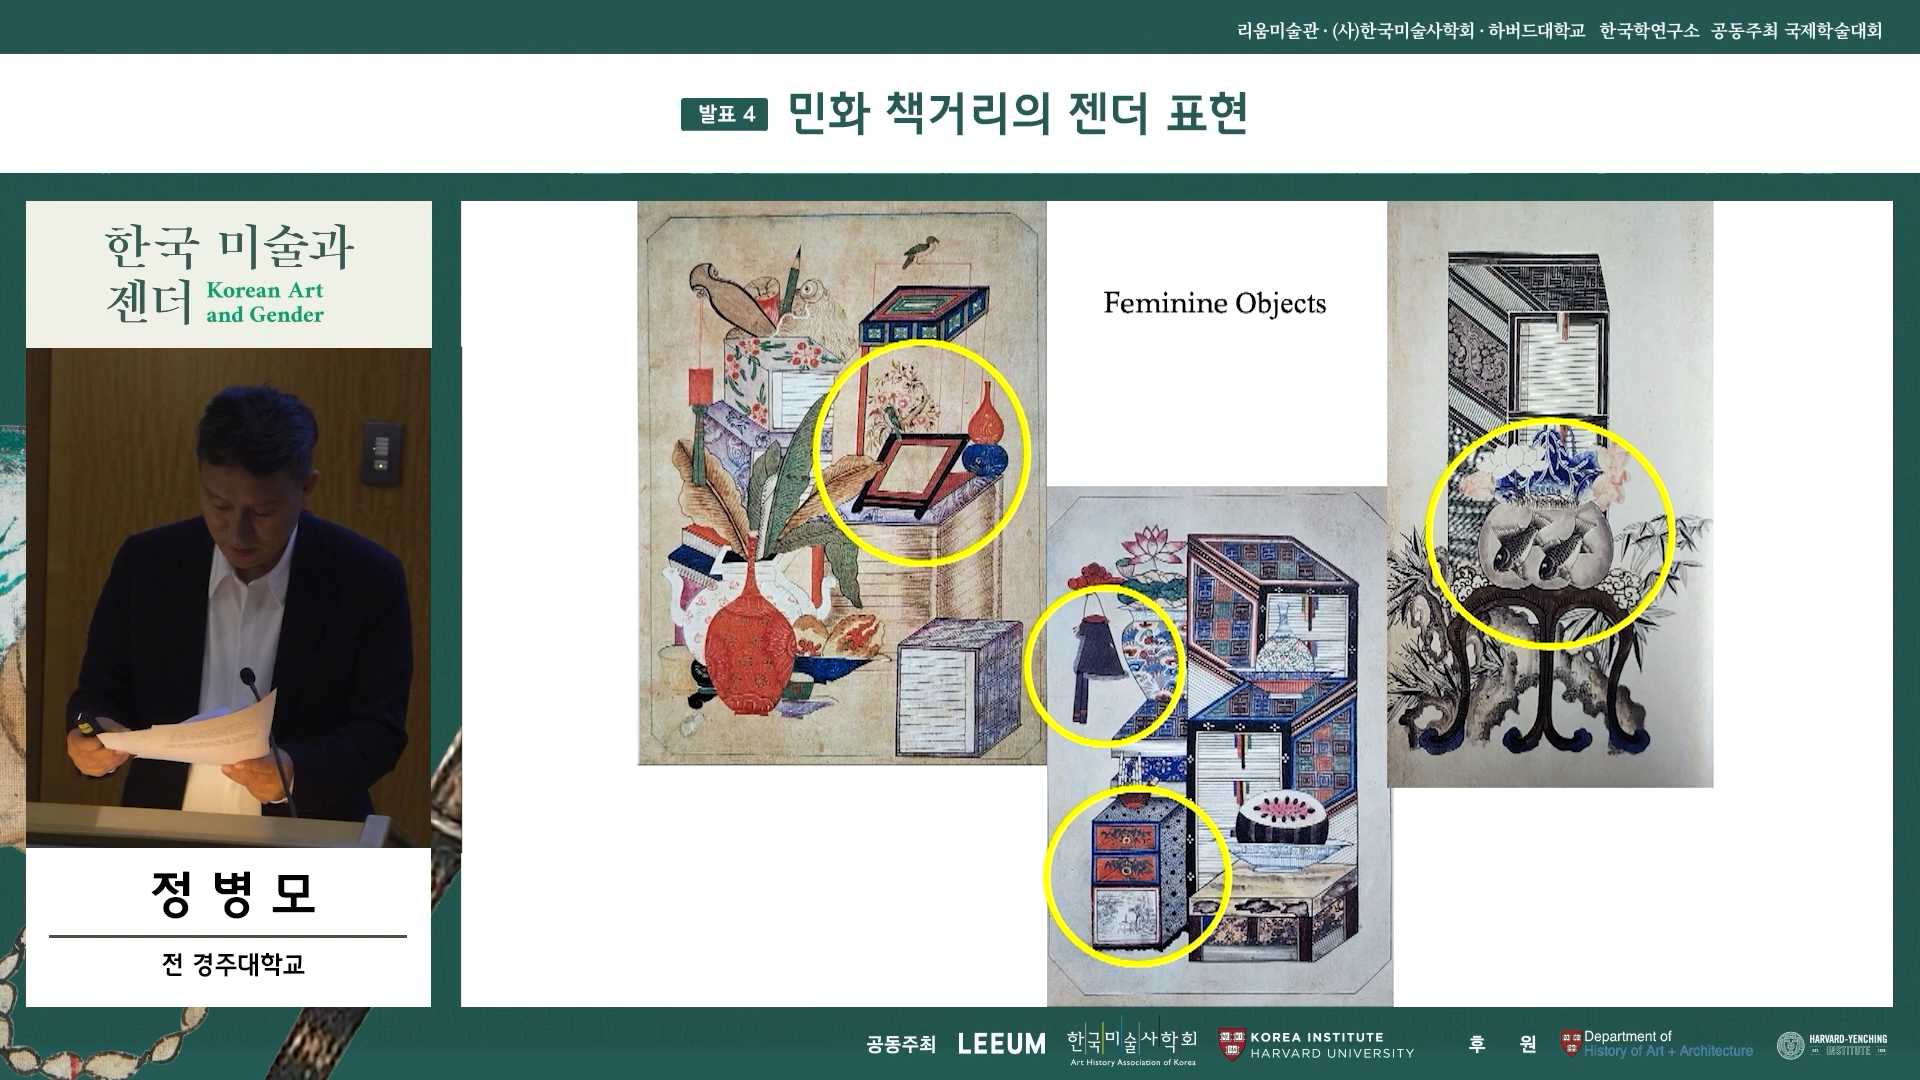 리움미술관 · (사)한국미술사학회 · 하버드대학교 한국학연구소 공동주최 국제학술대회
발표 4 민화 책거리의 젠더 표현
한국 미술과
젠더 Korean Art
and Gender
Feminine Objects
정병모
전 경주대학교
공동주최
LEEUM
한국미술사학회
Art History Association of Korea
KOREA INSTITUTE
HARVARD UNIVERSITY
후 원
Department of
History of Art + Architecture
HARVARD-YENCHING
INSTITUTE